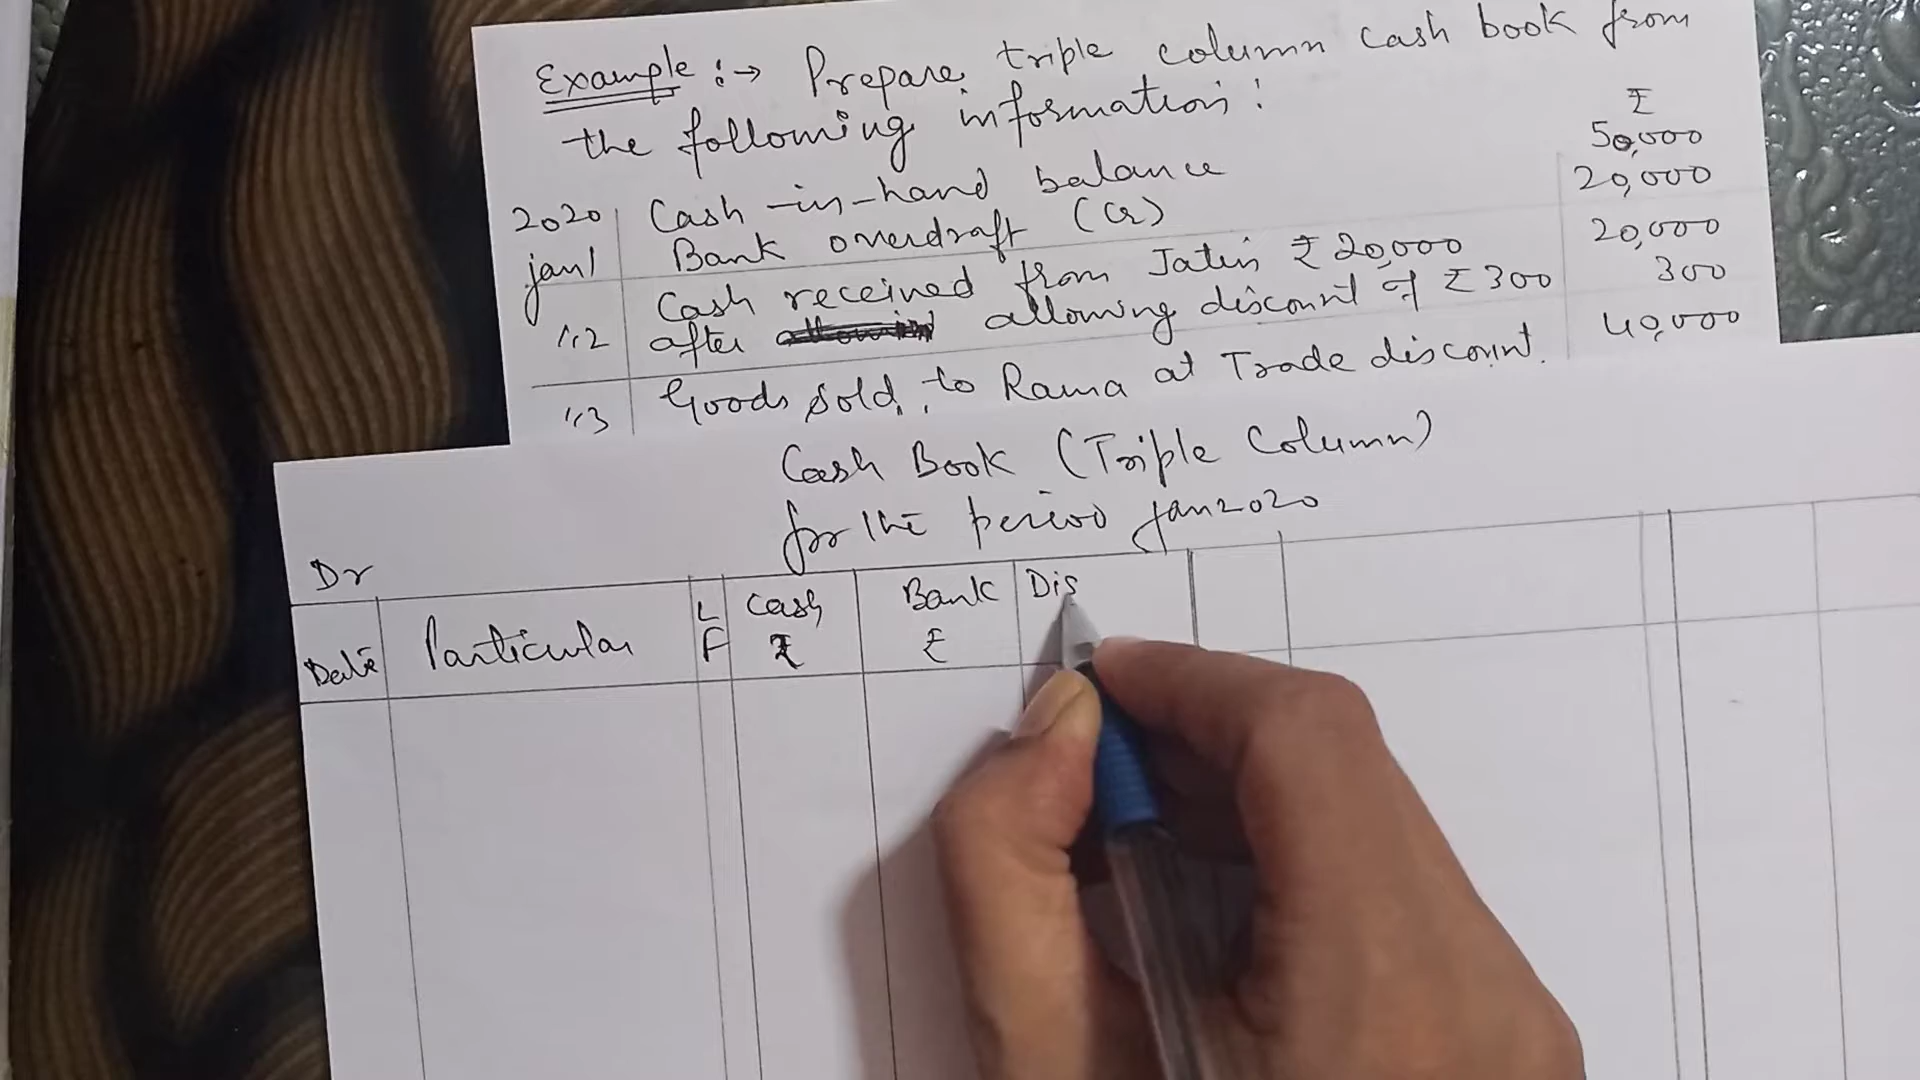 Example :→ Prepare triple column cash book from
the following information :
₹
2020 Cash-in-hand balance 50,000
Jan 1 Bank overdraft (Cr) 20,000
,, 2 Cash received from Jatin ₹ 20,000 20,000
after allowing discount of ₹ 300 300
,, 3 Goods sold to Rama at Trade discount. 40,000
Cash Book (Triple Column)
for the period Jan 2020
Dr
Date Particular LF Cash ₹ Bank ₹ Dis